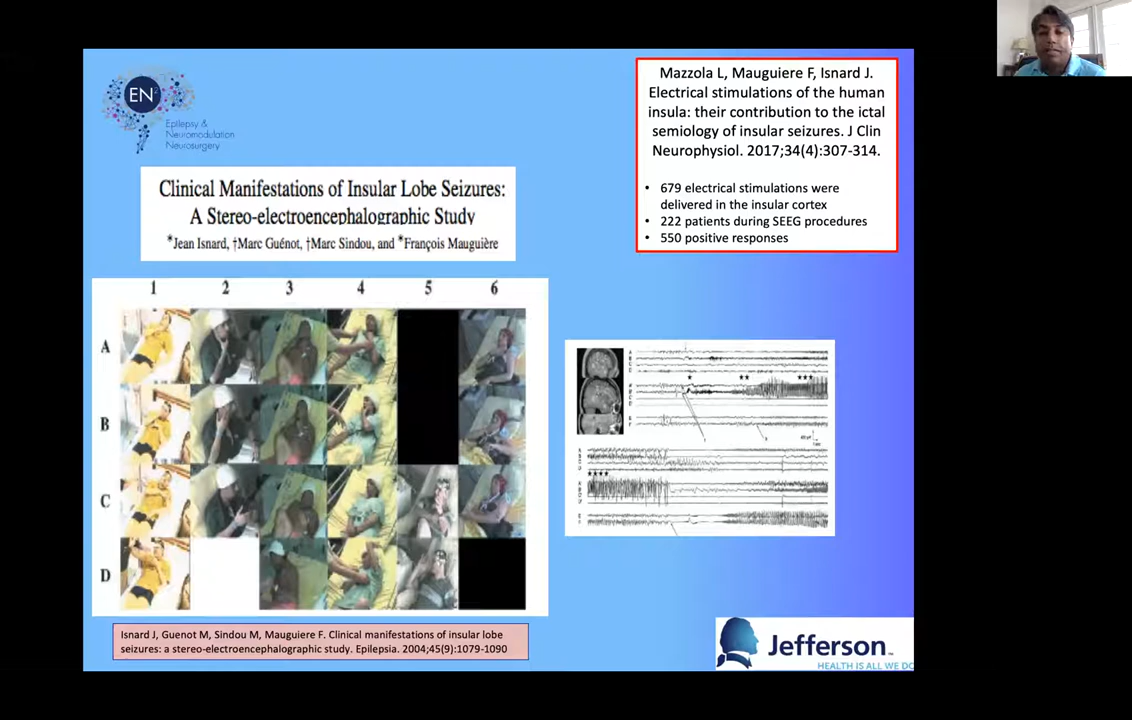 EN²
Epilepsy &
Neuromodulation
Neurosurgery
Clinical Manifestations of Insular Lobe Seizures:
A Stereo-electroencephalographic Study
*Jean Isnard, †Marc Guénot, †Marc Sindou, and *François Mauguière
1 2 3 4 5 6
A
B
C
D
Isnard J, Guenot M, Sindou M, Mauguiere F. Clinical manifestations of insular lobe
seizures: a stereo-electroencephalographic study. Epilepsia. 2004;45(9):1079-1090
Mazzola L, Mauguiere F, Isnard J.
Electrical stimulations of the human
insula: their contribution to the ictal
semiology of insular seizures. J Clin
Neurophysiol. 2017;34(4):307-314.
• 679 electrical stimulations were
delivered in the insular cortex
• 222 patients during SEEG procedures
• 550 positive responses
* ** ***
****
Jefferson
HEALTH IS ALL WE DO